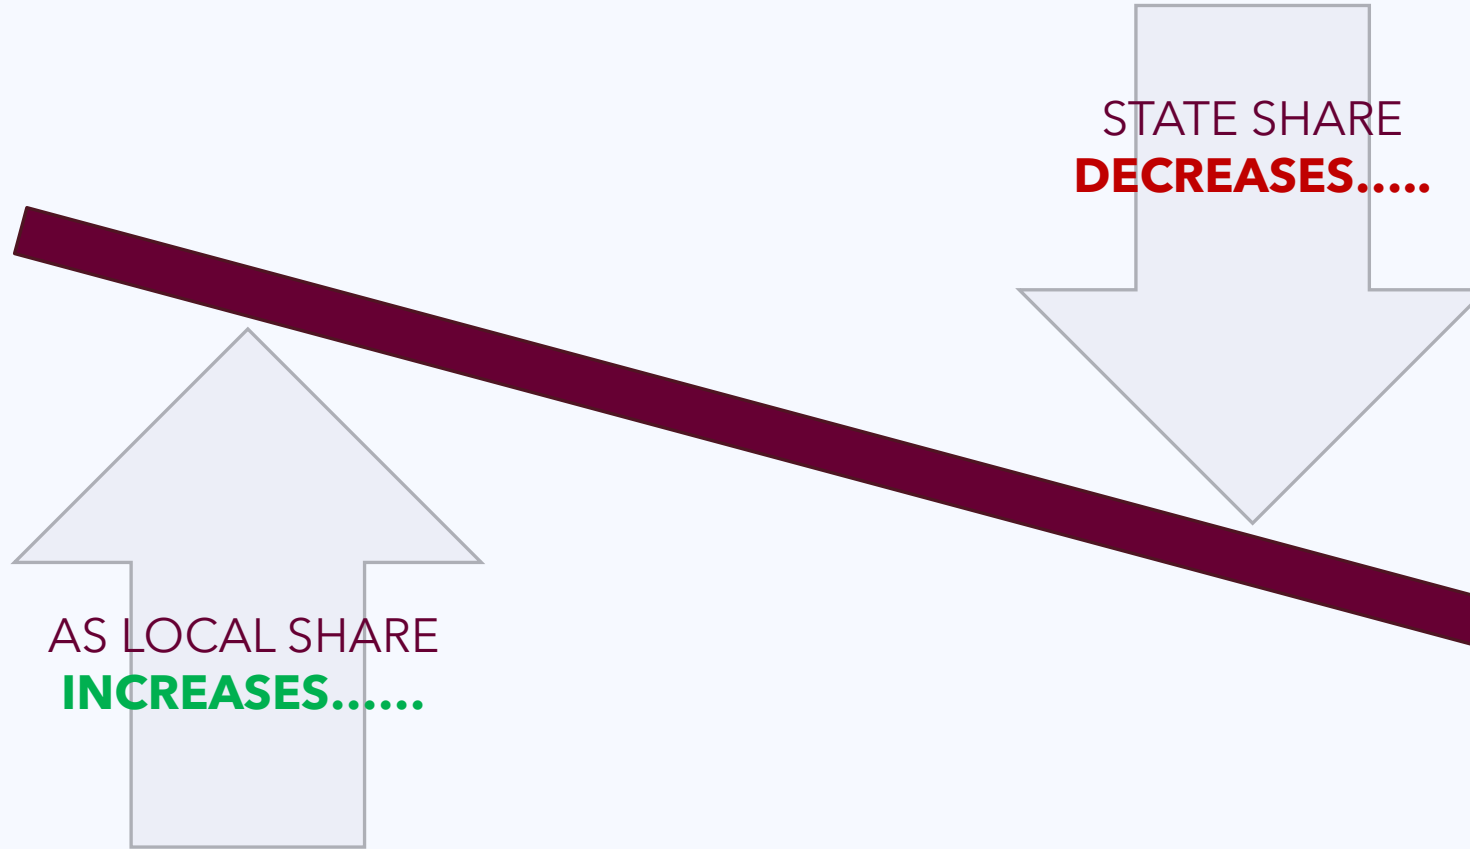 AS LOCAL SHARE
INCREASES......
STATE SHARE
DECREASES.....